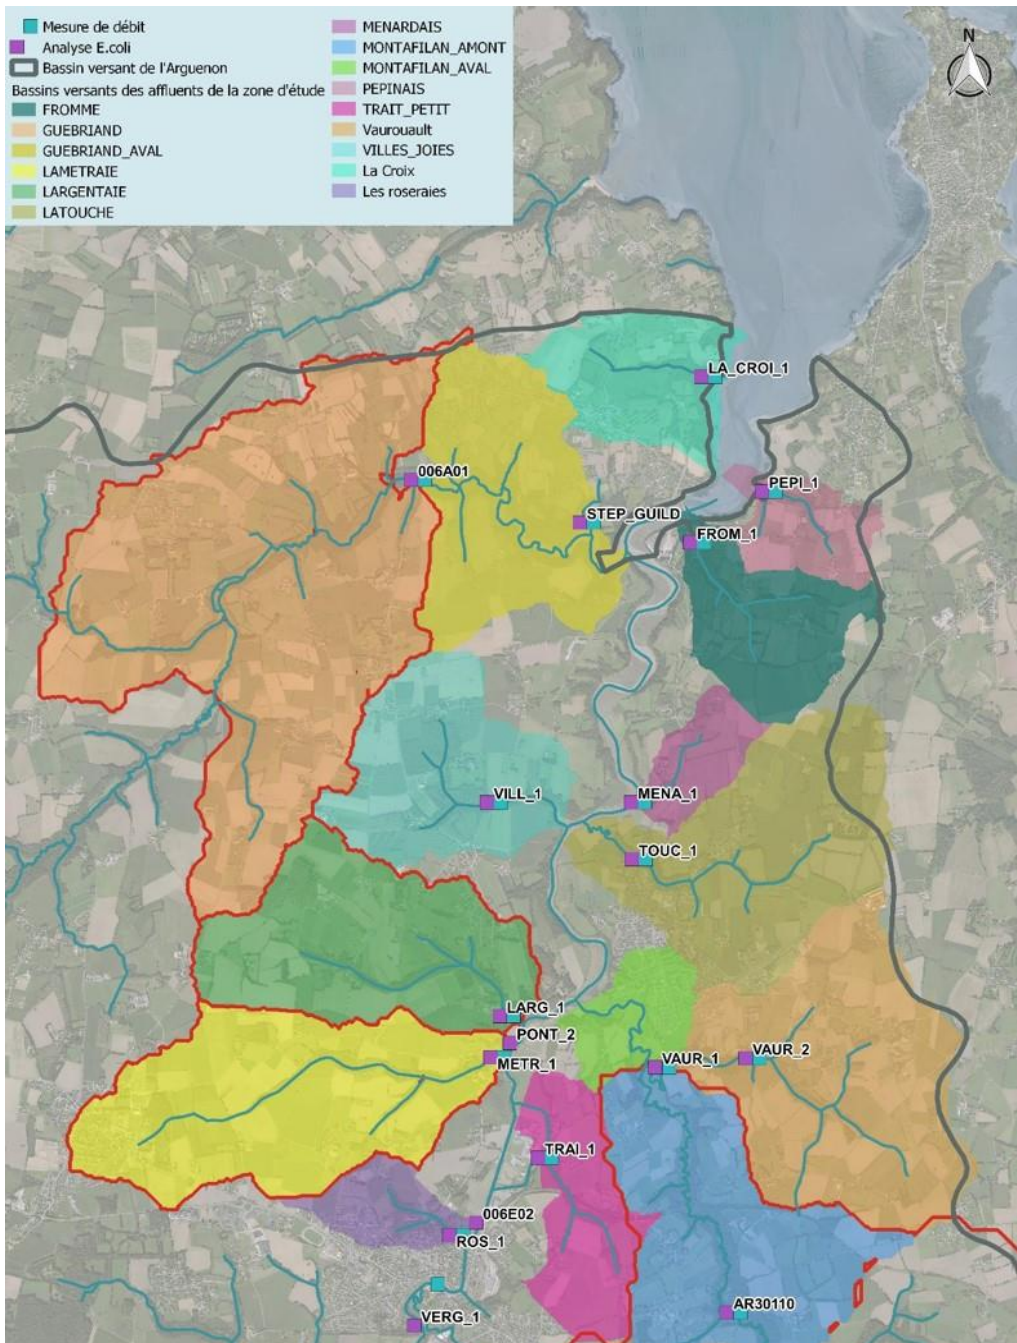 Mesure de débit
Analyse E.coli
Bassin versant de l'Arguenon
Bassins versants des affluents de la zone d'étude
FROMME
GUEBRIAND
GUEBRIAND_AVAL
LAMETRAIE
LARGENTAIE
LATOUCHE
MENARDAIS
MONTAFILAN_AMONT
MONTAFILAN_AVAL
PEPINAIS
TRAIT_PETIT
Vaurouault
VILLES_JOIES
La Croix
Les roseraies
N
LA_CROI_1
006A01
PEPI_1
STEP_GUILD
FROM_1
VILL_1
MENA_1
TOUC_1
LARG_1
PONT_2
METR_1
VAUR_1
VAUR_2
TRAI_1
006E02
ROS_1
VERG_1
AR30110